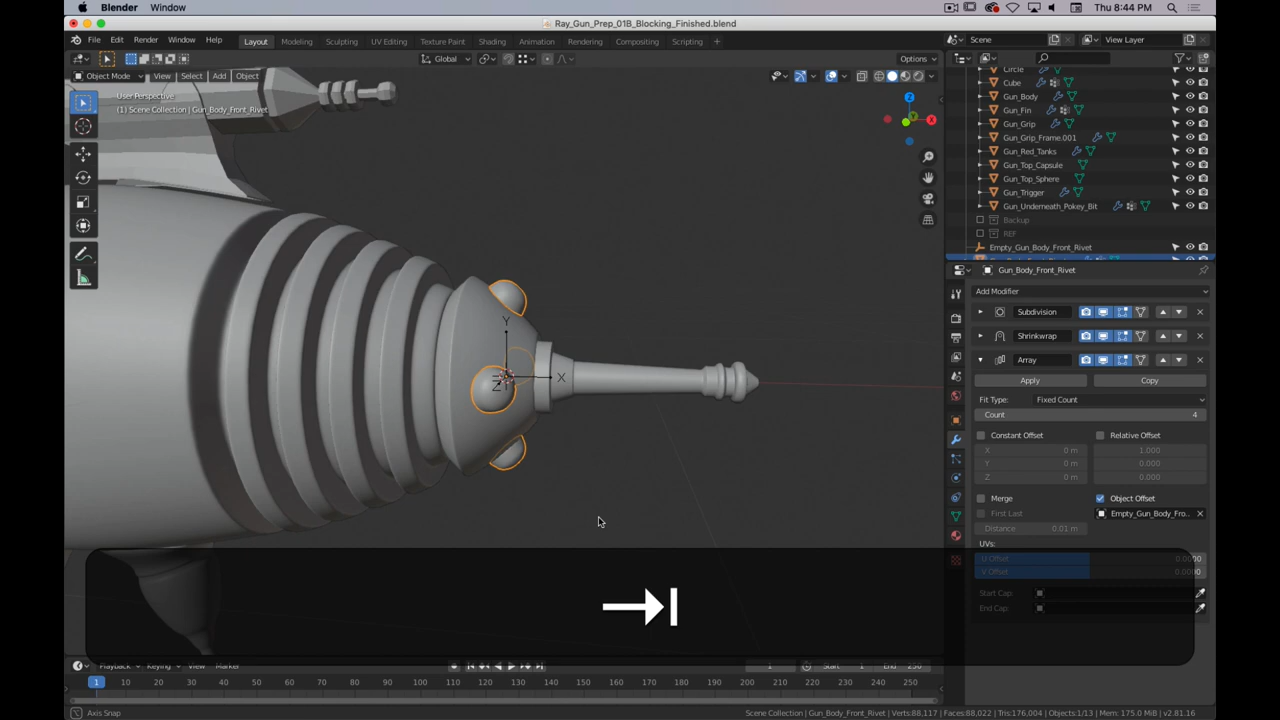 Blender Window
Thu 8:44 PM
Ray_Gun_Prep_01B_Blocking_Finished.blend
File Edit Render Window Help
Layout Modeling Sculpting UV Editing Texture Paint Shading Animation Rendering Compositing Scripting +
Scene
View Layer
Global
Options
Object Mode View Select Add Object
User Perspective
(1) Scene Collection | Gun_Body_Front_Rivet
Circle
Cube
Gun_Body
Gun_Fin
Gun_Grip
Gun_Grip_Frame.001
Gun_Red_Tanks
Gun_Top_Capsule
Gun_Top_Sphere
Gun_Trigger
Gun_Underneath_Pokey_Bit
Backup
REF
Empty_Gun_Body_Front_Rivet
Z
X
Y
X
Z
Gun_Body_Front_Rivet
Add Modifier
Subdivision
Shrinkwrap
Array
Apply Copy
Fit Type: Fixed Count
Count 4
Constant Offset Relative Offset
X 0 m 1.000
Y 0 m 0.000
Z 0 m 0.000
Merge Object Offset
First Last Empty_Gun_Body_Fro..
Distance 0.01 m
UVs:
U Offset 0.0000
V Offset 0.0000
Start Cap:
End Cap:
Playback Keying View Marker
1 Start 1 End 250
1 10 20 30 40 50 60 70 80 90 100 110 120 130 140 150 160 170 180 190 200 210 220 230 240 250
Axis Snap
Scene Collection | Gun_Body_Front_Rivet | Verts:88,117 | Faces:88,022 | Tris:176,004 | Objects:1/13 | Mem: 175.0 MiB | v2.81.16